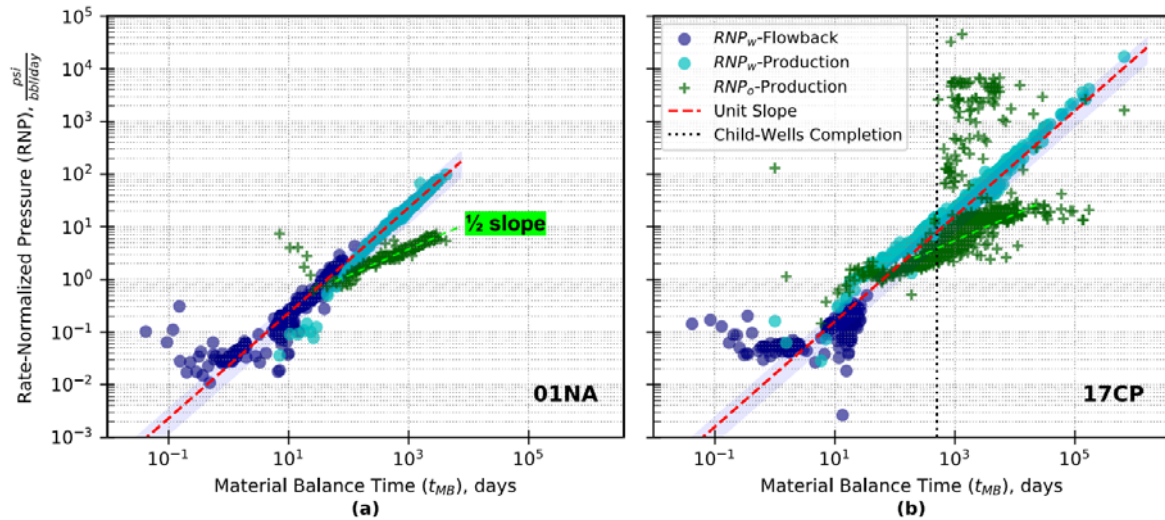 Rate-Normalized Pressure (RNP), psi/bbl/day
10^5
10^4
10^3
10^2
10^1
10^0
10^-1
10^-2
10^-3
½ slope
01NA
10^-1
10^1
10^3
10^5
Material Balance Time (t_MB), days
(a)
RNP_w-Flowback
RNP_w-Production
RNP_o-Production
Unit Slope
Child-Wells Completion
17CP
10^-1
10^1
10^3
10^5
Material Balance Time (t_MB), days
(b)